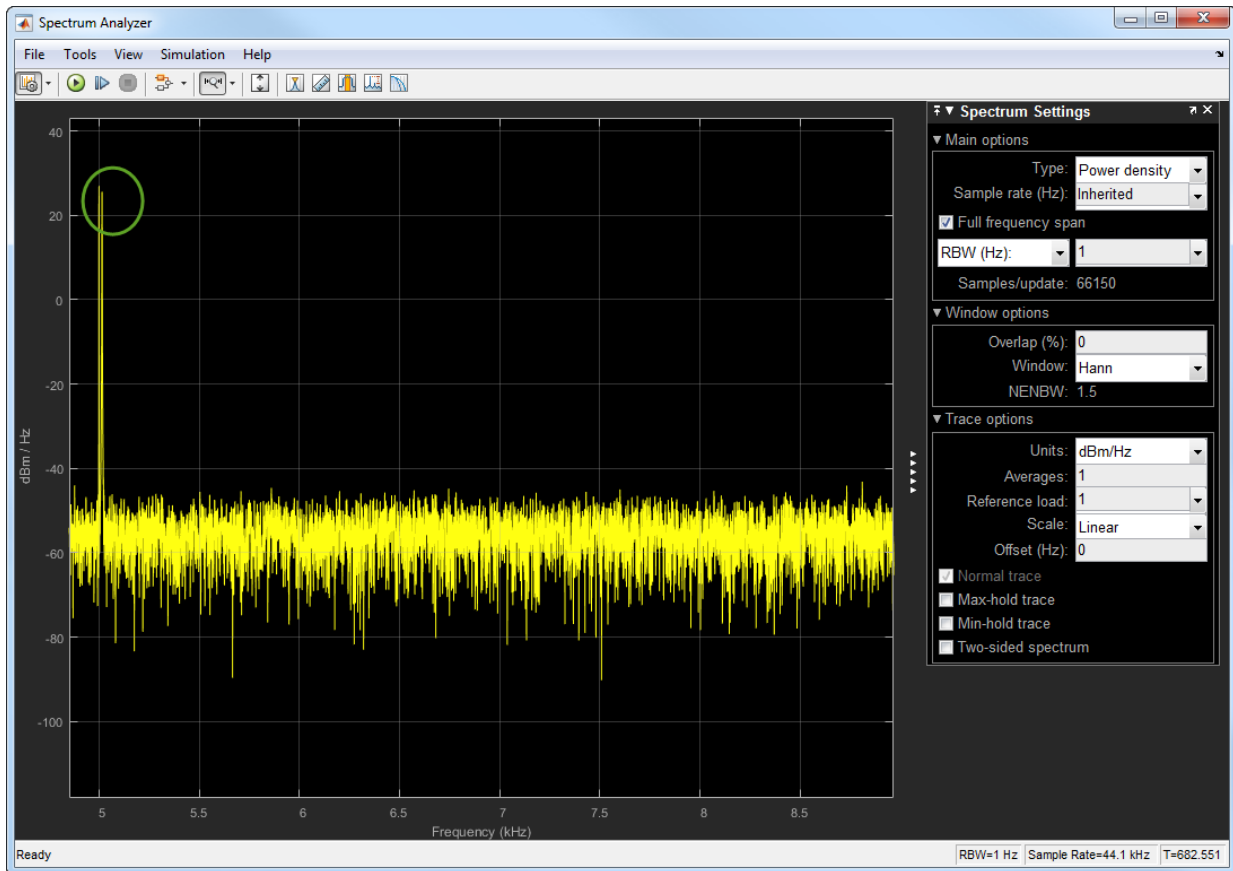 Spectrum Analyzer
File Tools View Simulation Help
40
20
0
-20
-40
-60
-80
-100
dBm / Hz
5 5.5 6 6.5 7 7.5 8 8.5
Frequency (kHz)
Spectrum Settings
Main options
Type: Power density
Sample rate (Hz): Inherited
Full frequency span
RBW (Hz): 1
Samples/update: 66150
Window options
Overlap (%): 0
Window: Hann
NENBW: 1.5
Trace options
Units: dBm/Hz
Averages: 1
Reference load: 1
Scale: Linear
Offset (Hz): 0
Normal trace
Max-hold trace
Min-hold trace
Two-sided spectrum
Ready RBW=1 Hz Sample Rate=44.1 kHz T=682.551